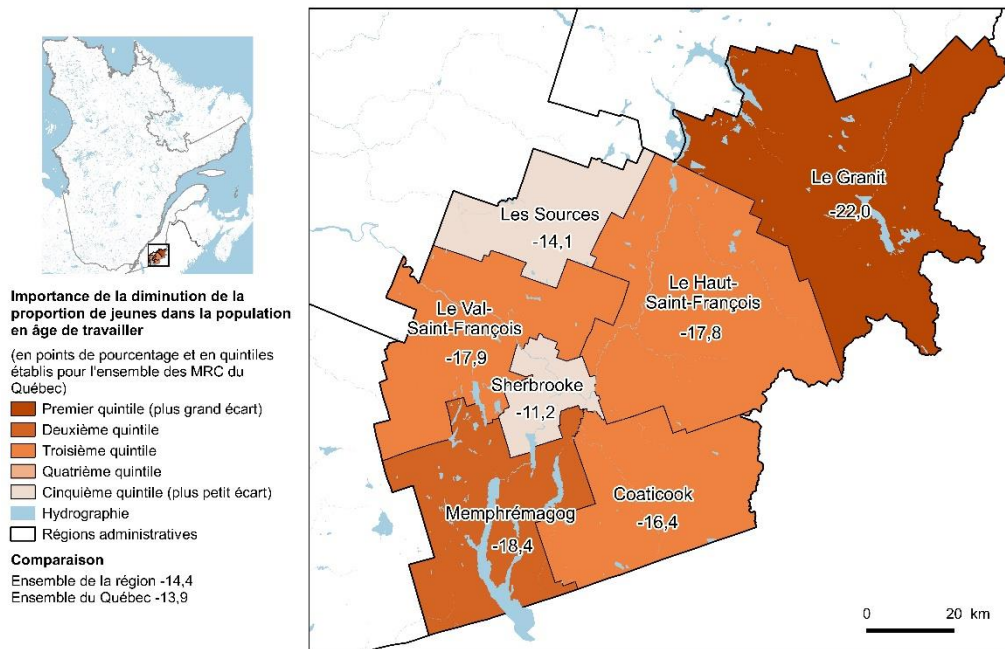 Importance de la diminution de la
proportion de jeunes dans la population
en âge de travailler
(en points de pourcentage et en quintiles
établis pour l'ensemble des MRC du
Québec)
Premier quintile (plus grand écart)
Deuxième quintile
Troisième quintile
Quatrième quintile
Cinquième quintile (plus petit écart)
Hydrographie
Régions administratives
Comparaison
Ensemble de la région -14,4
Ensemble du Québec -13,9
Le Granit
-22,0
Les Sources
-14,1
Le Haut-
Saint-François
-17,8
Le Val-
Saint-François
-17,9
Sherbrooke
-11,2
Coaticook
-16,4
Memphrémagog
-18,4
0 20 km